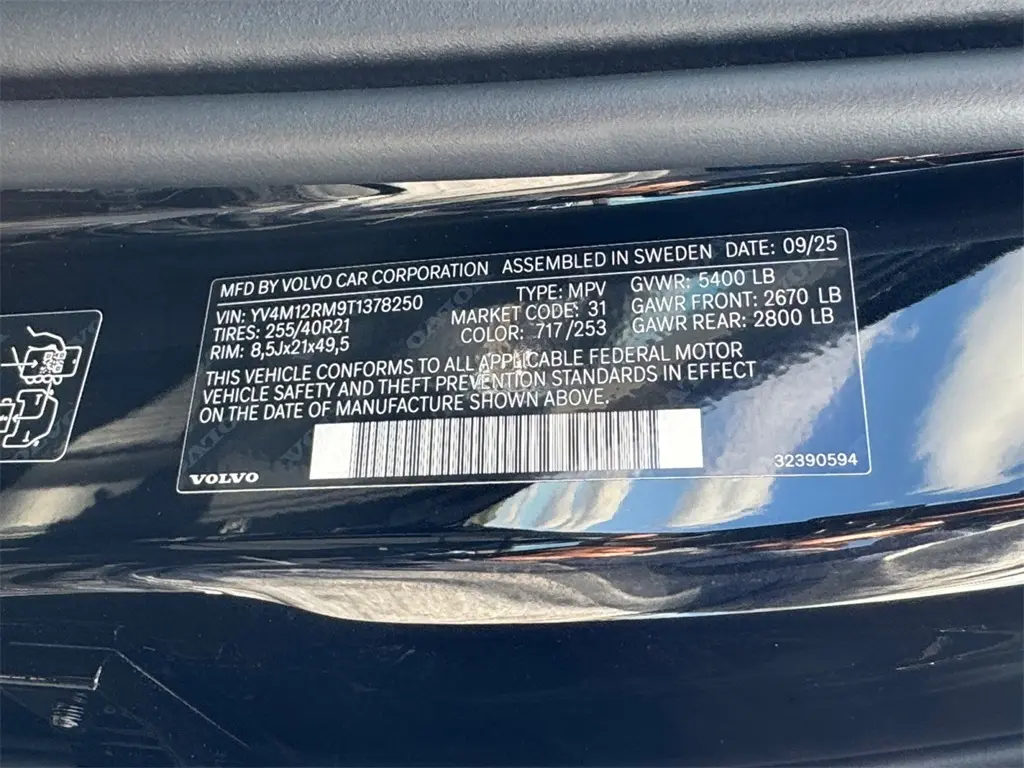 MFD BY VOLVO CAR CORPORATION ASSEMBLED IN SWEDEN DATE: 09/25
VIN: YV4M12RM9T1378250 TYPE: MPV GVWR: 5400 LB
TIRES: 255/40R21 MARKET CODE: 31 GAWR FRONT: 2670 LB
RIM: 8,5Jx21x49,5 COLOR: 717/253 GAWR REAR: 2800 LB
THIS VEHICLE CONFORMS TO ALL APPLICABLE FEDERAL MOTOR
VEHICLE SAFETY AND THEFT PREVENTION STANDARDS IN EFFECT
ON THE DATE OF MANUFACTURE SHOWN ABOVE.
VOLVO 32390594